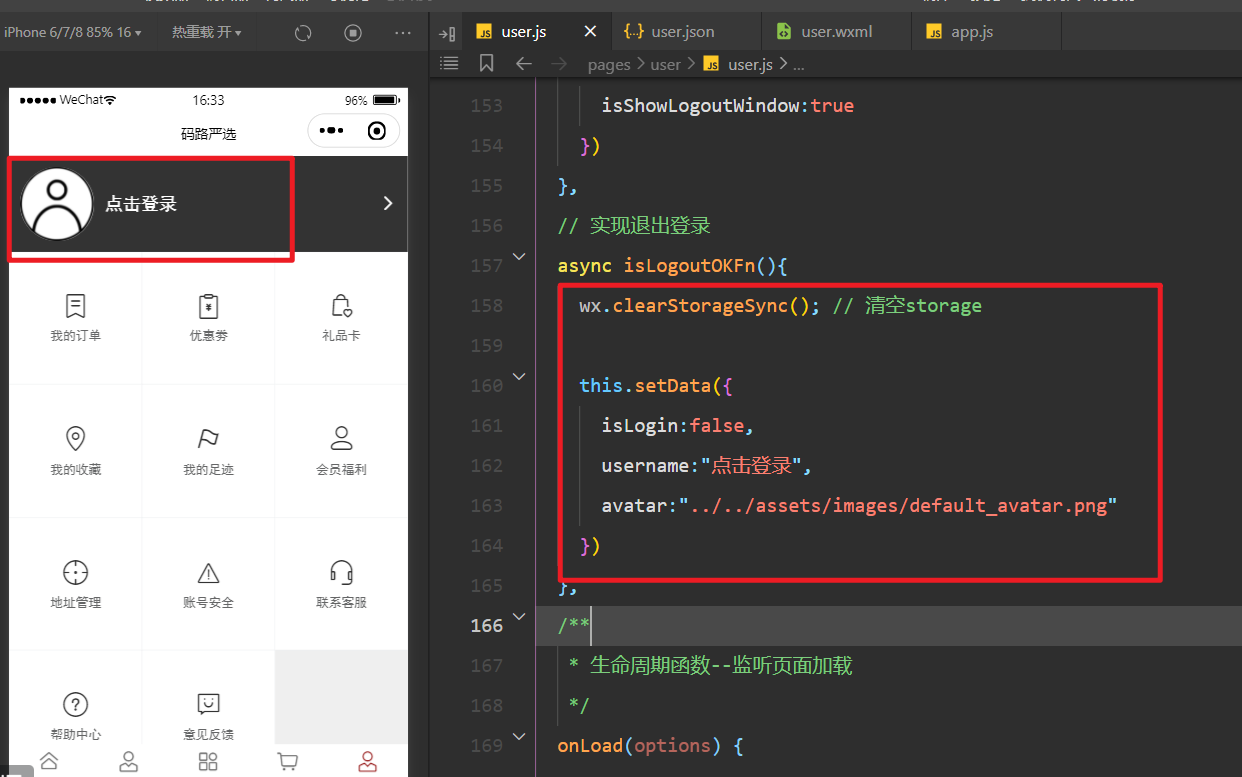 iPhone 6/7/8 85% 16 ▾ 热重载 开 ▾ ···
user.js × {..} user.json user.wxml JS app.js
pages > user > JS user.js > ...
●●●●● WeChat 16:33 96%
码路严选
点击登录
我的订单 优惠劵 礼品卡
我的收藏 我的足迹 会员福利
地址管理 账号安全 联系客服
帮助中心 意见反馈
153 isShowLogoutWindow:true
154 })
155 },
156 // 实现退出登录
157 async isLogoutOKFn(){
158 wx.clearStorageSync(); // 清空storage
159
160 this.setData({
161 isLogin:false,
162 username:"点击登录",
163 avatar:"../../assets/images/default_avatar.png"
164 })
165 },
166 /**
167 * 生命周期函数--监听页面加载
168 */
169 onLoad(options) {